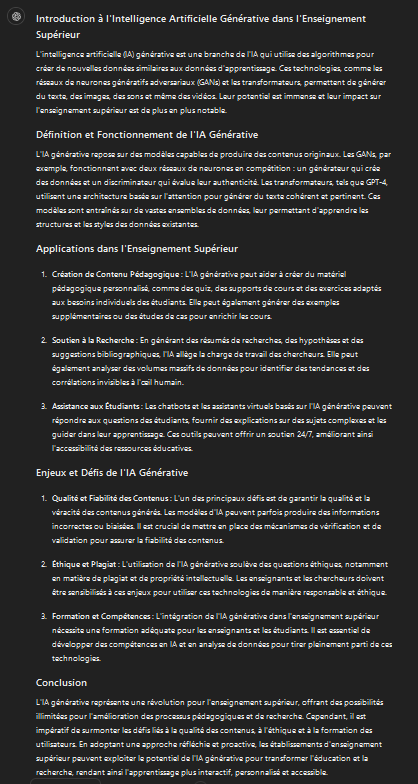 Introduction à l'Intelligence Artificielle Générative dans l'Enseignement
Supérieur
L'intelligence artificielle (IA) générative est une branche de l'IA qui utilise des algorithmes pour
créer de nouvelles données similaires aux données d'apprentissage. Ces technologies, comme les
réseaux de neurones génératifs adversariaux (GANs) et les transformateurs, permettent de générer
du texte, des images, des sons et même des vidéos. Leur potentiel est immense et leur impact sur
l'enseignement supérieur est de plus en plus notable.
Définition et Fonctionnement de l'IA Générative
L'IA générative repose sur des modèles capables de produire des contenus originaux. Les GANs, par
exemple, fonctionnent avec deux réseaux de neurones en compétition : un générateur qui crée
des données et un discriminateur qui évalue leur authenticité. Les transformateurs, tels que GPT-4,
utilisent une architecture basée sur l'attention pour générer du texte cohérent et pertinent. Ces
modèles sont entraînés sur de vastes ensembles de données, leur permettant d'apprendre les
structures et les styles des données existantes.
Applications dans l'Enseignement Supérieur
1. Création de Contenu Pédagogique : L'IA générative peut aider à créer du matériel
pédagogique personnalisé, comme des quiz, des supports de cours et des exercices adaptés
aux besoins individuels des étudiants. Elle peut également générer des exemples
supplémentaires ou des études de cas pour enrichir les cours.
2. Soutien à la Recherche : En générant des résumés de recherches, des hypothèses et des
suggestions bibliographiques, l'IA allège la charge de travail des chercheurs. Elle peut
également analyser des volumes massifs de données pour identifier des tendances et des
corrélations invisibles à l'œil humain.
3. Assistance aux Étudiants : Les chatbots et les assistants virtuels basés sur l'IA générative peuvent
répondre aux questions des étudiants, fournir des explications sur des sujets complexes et les
guider dans leur apprentissage. Ces outils peuvent offrir un soutien 24/7, améliorant ainsi
l'accessibilité des ressources éducatives.
Enjeux et Défis de l'IA Générative
1. Qualité et Fiabilité des Contenus : L'un des principaux défis est de garantir la qualité et la
véracité des contenus générés. Les modèles d'IA peuvent parfois produire des informations
incorrectes ou biaisées. Il est crucial de mettre en place des mécanismes de vérification et de
validation pour assurer la fiabilité des contenus.
2. Éthique et Plagiat : L'utilisation de l'IA générative soulève des questions éthiques, notamment
en matière de plagiat et de propriété intellectuelle. Les enseignants et les chercheurs doivent
être sensibilisés à ces enjeux pour utiliser ces technologies de manière responsable et éthique.
3. Formation et Compétences : L'intégration de l'IA générative dans l'enseignement supérieur
nécessite une formation adéquate pour les enseignants et les étudiants. Il est essentiel de
développer des compétences en IA et en analyse de données pour tirer pleinement parti de ces
technologies.
Conclusion
L'IA générative représente une révolution pour l'enseignement supérieur, offrant des possibilités
illimitées pour l'amélioration des processus pédagogiques et de recherche. Cependant, il est
impératif de surmonter les défis liés à la qualité des contenus, à l'éthique et à la formation des
utilisateurs. En adoptant une approche réfléchie et proactive, les établissements d'enseignement
supérieur peuvent exploiter le potentiel de l'IA générative pour transformer l'éducation et la
recherche, rendant ainsi l'apprentissage plus interactif, personnalisé et accessible.